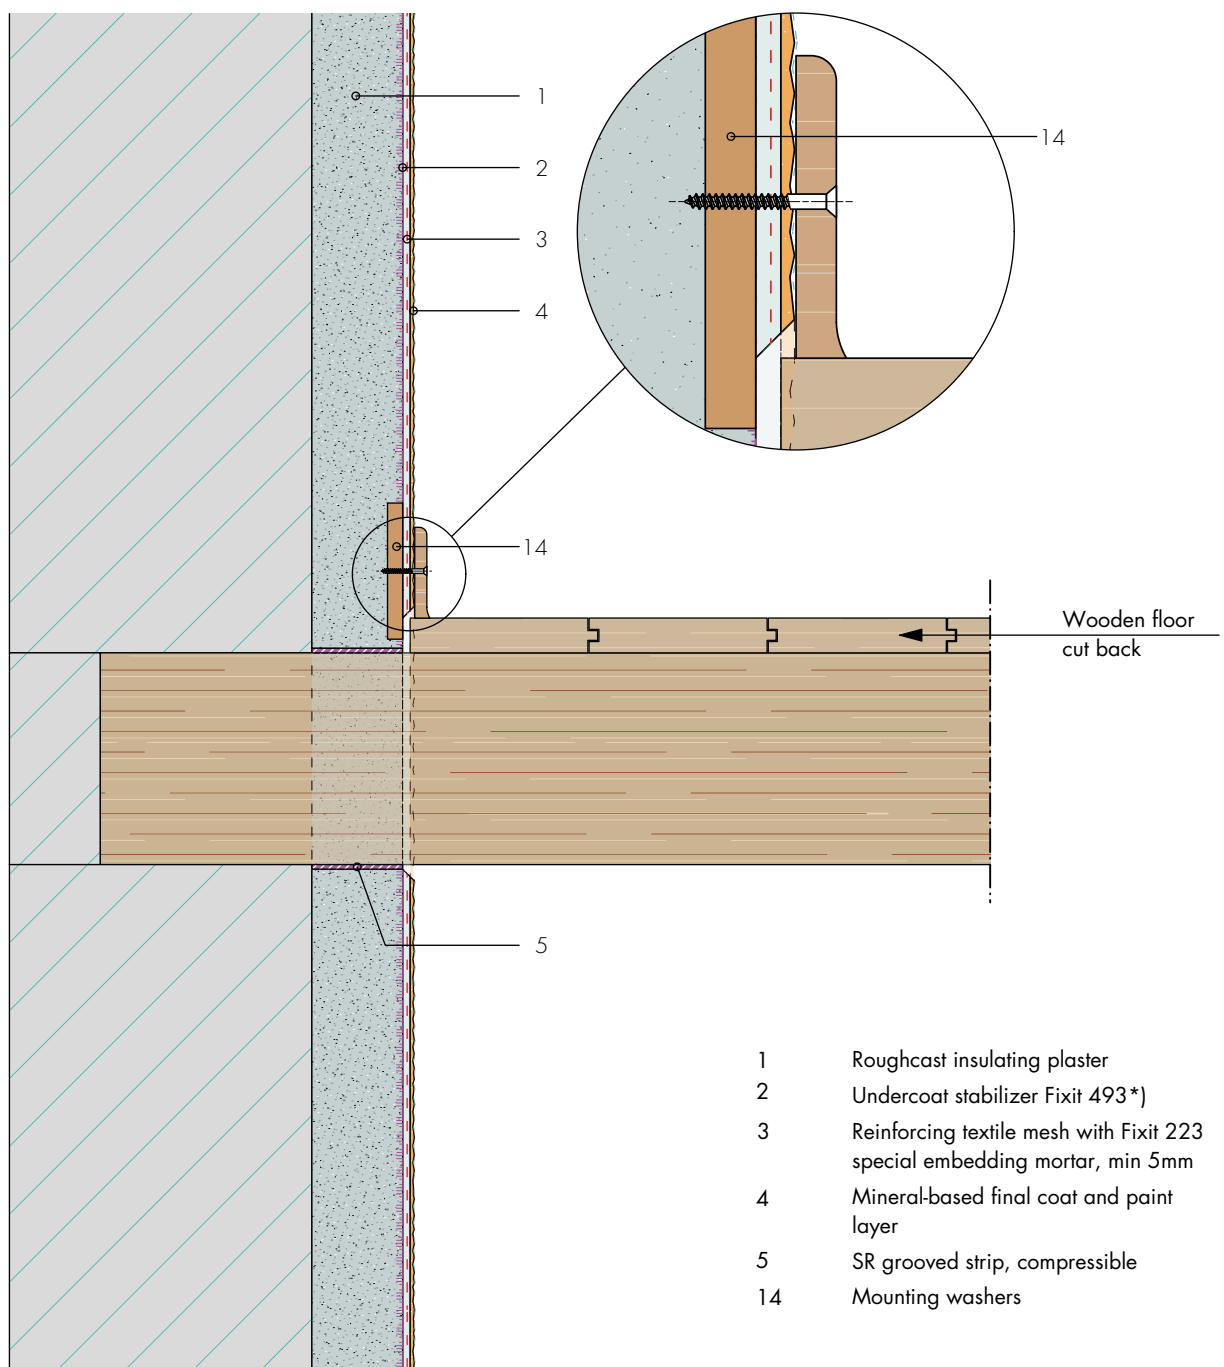 1
2
3
4
14
14
Wooden floor
cut back
5
1 Roughcast insulating plaster
2 Undercoat stabilizer Fixit 493*)
3 Reinforcing textile mesh with Fixit 223
special embedding mortar, min 5mm
4 Mineral-based final coat and paint
layer
5 SR grooved strip, compressible
14 Mounting washers